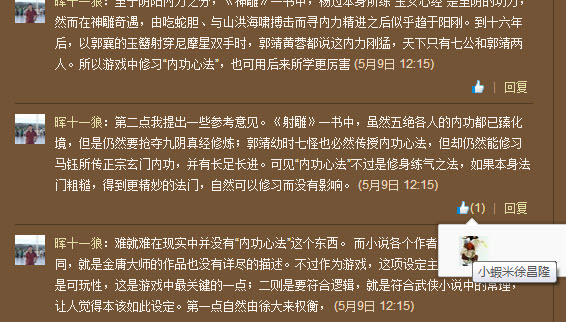 晖十一狼：至于阴阳内力之分，《神雕》一书中，杨过本身所练"玉女心经"是至阴的功力，
然而在神雕奇遇，由吃蛇胆、与山洪海啸搏击而寻内力精进之后似乎趋于阳刚。到十六年
后，以郭襄的玉簪射穿尼摩星双手时，郭靖黄蓉都说这内力刚猛，天下只有七公和郭靖两
人。所以游戏中修习"内功心法"，也可用后来所学更厉害 (5月9日 12:15)
回复
晖十一狼：第二点我提出一些参考意见。《射雕》一书中，虽然五绝各人的内功都已臻化
境，但是仍然要抢夺九阴真经修炼；郭靖幼时七怪也必然传授内功心法，但却仍然能修习
马钰所传正宗玄门内功，并有长足长进。可见"内功心法"不过是修身练气之法，如果本身法
门粗糙，得到更精妙的法门，自然可以修习而没有影响。 (5月9日 12:15)
(1) 回复
晖十一狼：难就难在现实中并没有"内功心法"这个东西。 而小说各个作者
同，就是金庸大师的作品也没有详尽的描述。不过作为游戏，这项设定主
是可玩性，这是游戏中最关键的一点；二则是要符合逻辑，就是符合武侠小说中的常理，
让人觉得本该如此设定。第一点自然由徐大来权衡， (5月9日 12:15)
小蝦米徐昌隆